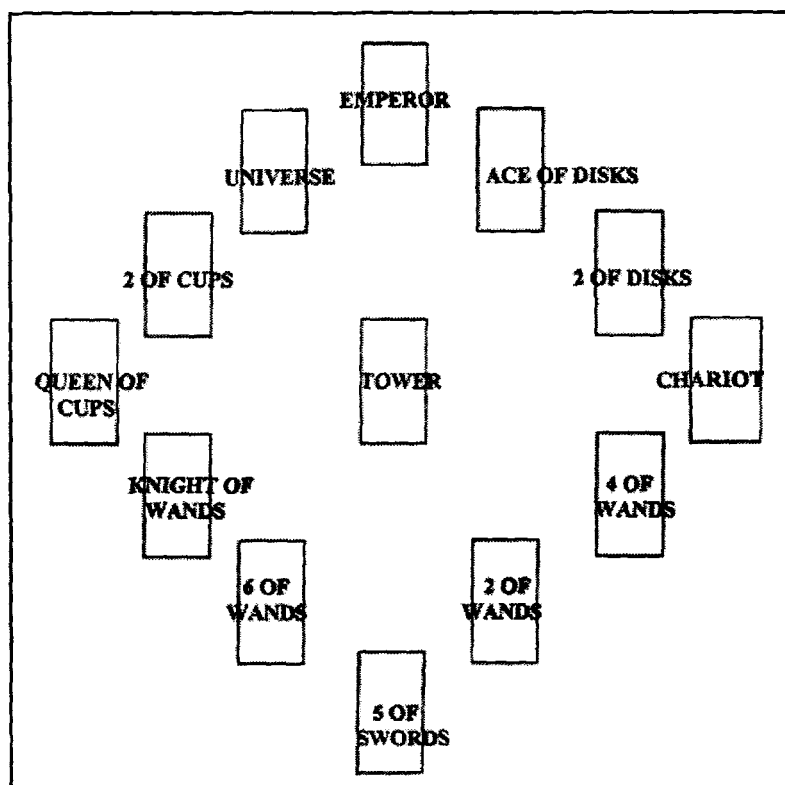 EMPEROR
UNIVERSE
ACE OF DISKS
2 OF CUPS
2 OF DISKS
QUEEN OF
CUPS
TOWER
CHARIOT
KNIGHT OF
WANDS
4 OF
WANDS
6 OF
WANDS
2 OF
WANDS
5 OF
SWORDS